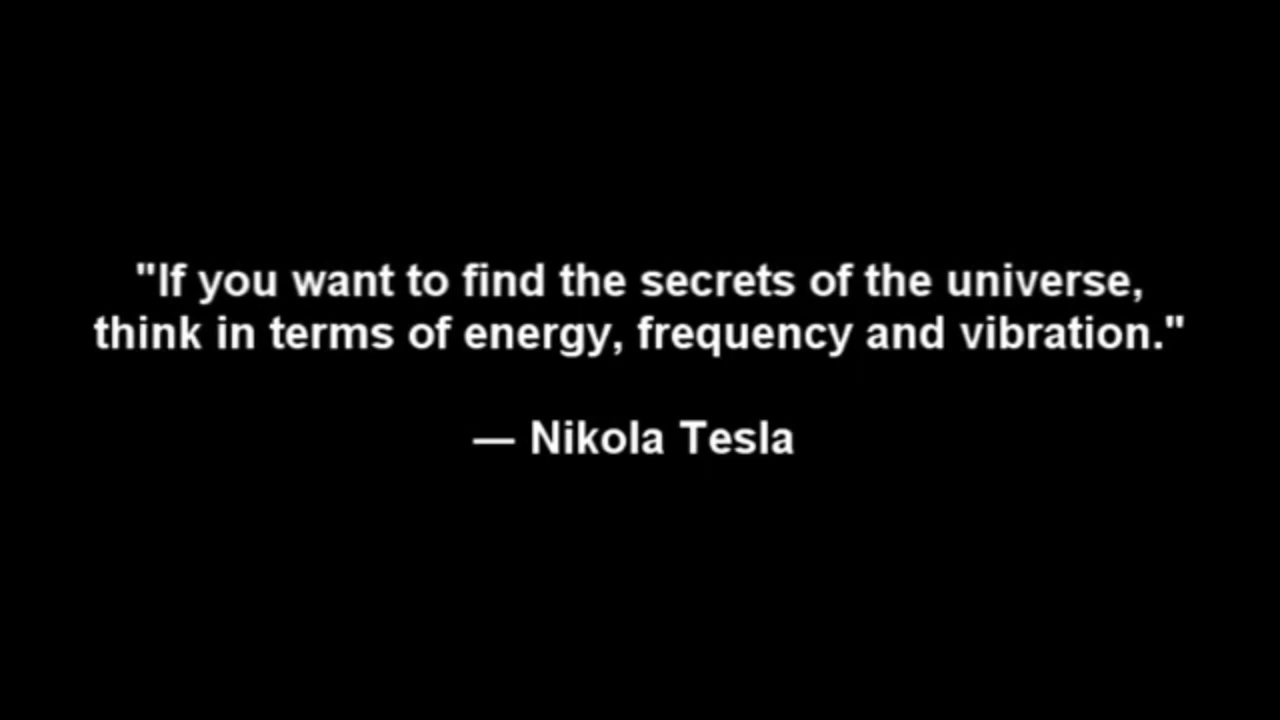 "If you want to find the secrets of the universe,
think in terms of energy, frequency and vibration."
— Nikola Tesla